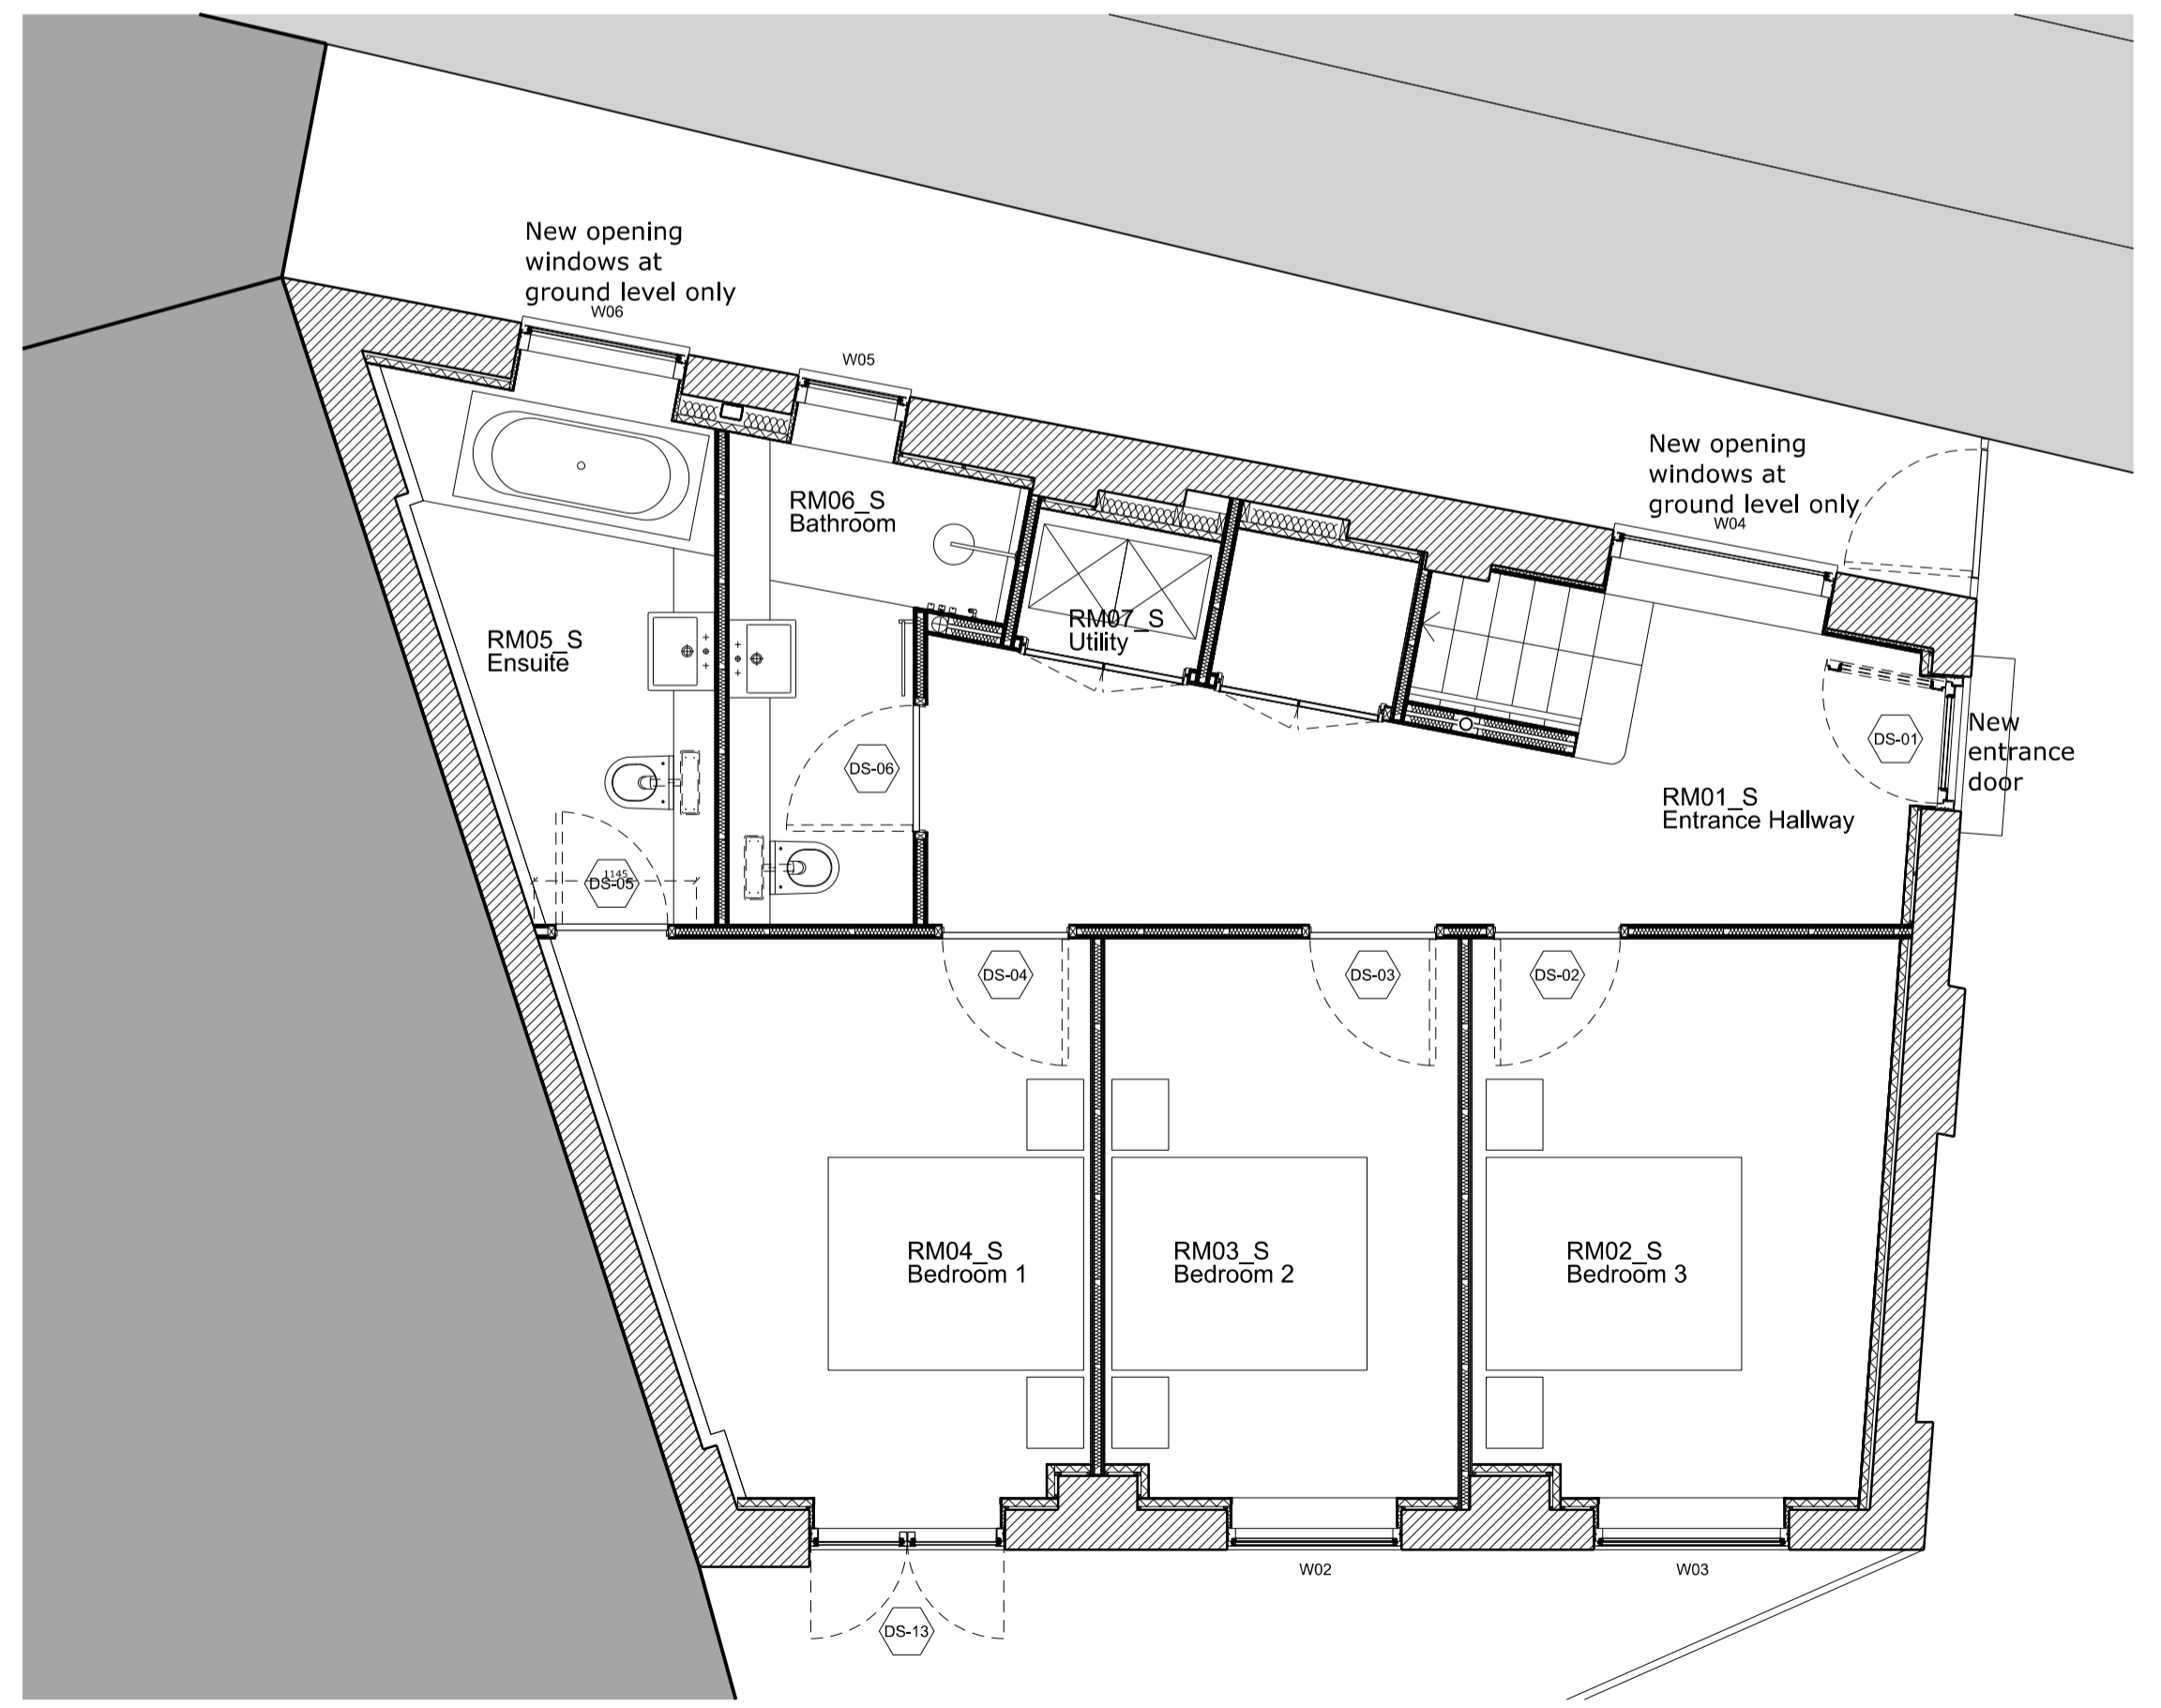 New opening
windows at
ground level only
W06
W05
New opening
windows at
ground level only
W04
RM06_S
Bathroom
RM07_S
Utility
RM05_S
Ensuite
DS-01
New
entrance
door
DS-06
RM01_S
Entrance Hallway
1145
DS-05
DS-04
DS-03
DS-02
RM04_S
Bedroom 1
RM03_S
Bedroom 2
RM02_S
Bedroom 3
W02
W03
DS-13